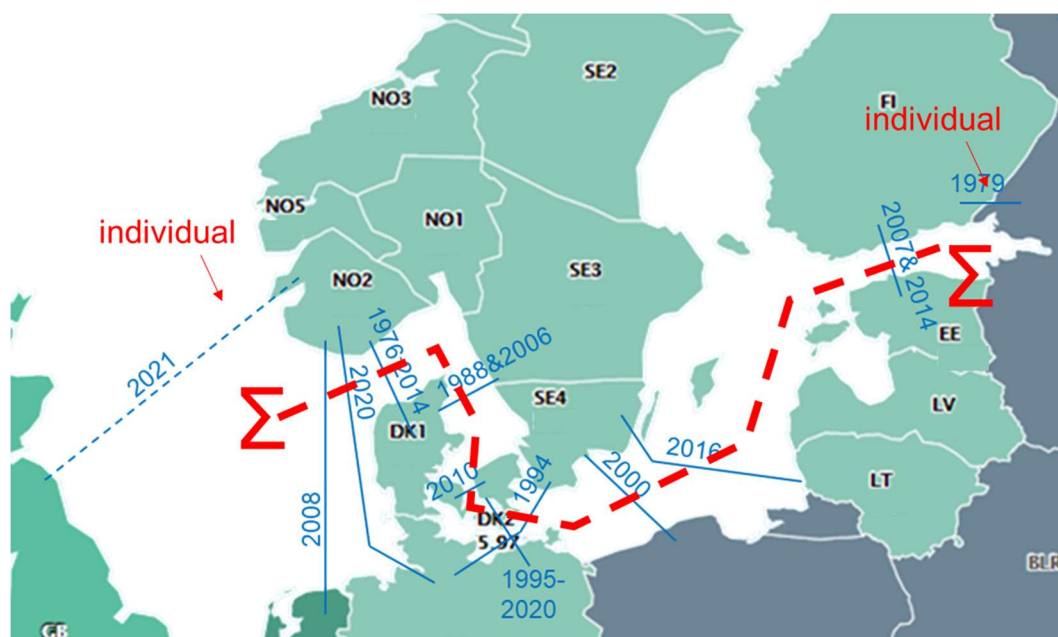 SE2
NO3
FI
individual
1979
NO5
NO1
individual
2007& 2014
NO2
SE3
Σ
EE
1976-2014
2021
2020
1988&2006
Σ
SE4
LV
DK1
2016
2010
1994
2000
LT
2008
DK2
5.97
BLR
1995-
2020
GB